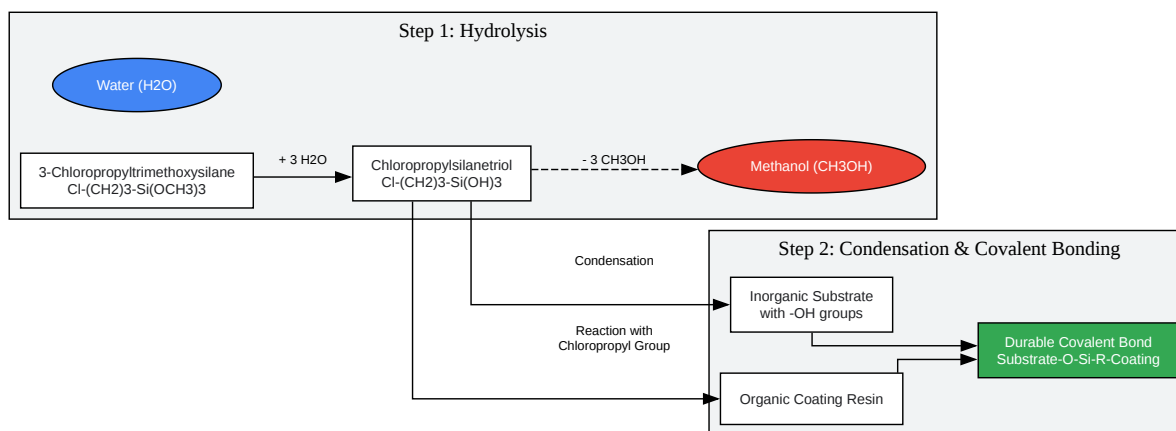 Step 1: Hydrolysis
Water (H2O)
3-Chloropropyltrimethoxysilane
Cl-(CH2)3-Si(OCH3)3
+ 3 H2O
Chloropropylsilanetriol
Cl-(CH2)3-Si(OH)3
- 3 CH3OH
Methanol (CH3OH)
Step 2: Condensation & Covalent Bonding
Condensation
Inorganic Substrate
with -OH groups
Reaction with
Chloropropyl Group
Durable Covalent Bond
Substrate-O-Si-R-Coating
Organic Coating Resin